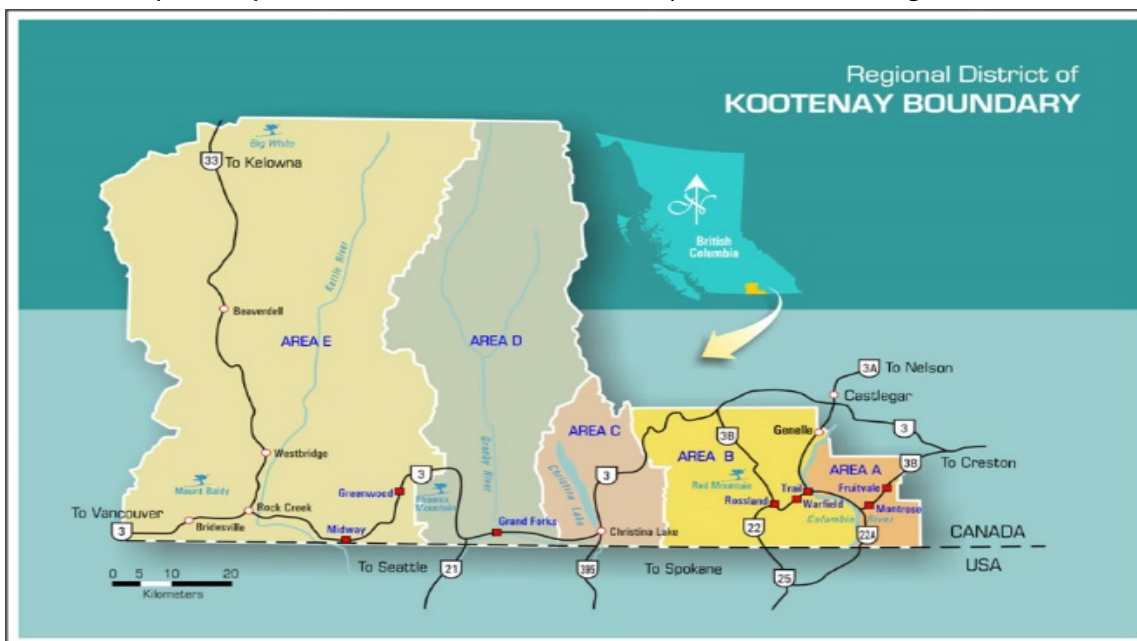 Regional District of
KOOTENAY BOUNDARY
Big White
33
To Kelowna
Kettle River
Beaverdell
AREA E
AREA D
British
Columbia
3A
To Nelson
Castlegar
AREA C
3B
Genelle
3
AREA B
AREA A
3B
To Creston
Westbridge
Granby River
Christina Lake
3
Red Mountain
Trail
Fruitvale
Mount Baldy
Greenwood
3
Phoenix
Mountain
Rossland
Warfield
Montrose
To Vancouver
3
Bridesville
Rock Creek
Midway
Grand Forks
Christina Lake
22
Columbia River
22A
CANADA
USA
To Seattle
21
395
To Spokane
25
0 5 10 20
Kilometers